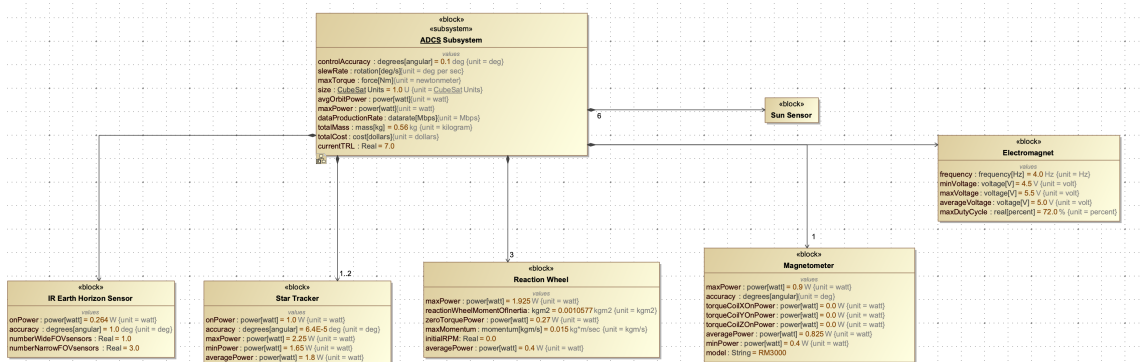 «block»
«subsystem»
ADCS Subsystem
values
controlAccuracy : degrees[angular] = 0.1 deg {unit = deg}
slewRate : rotation[deg/s]{unit = deg per sec}
maxTorque : force[Nm]{unit = newtonmeter}
size : CubeSat Units = 1.0 U {unit = CubeSat Units}
avgOrbitPower : power[watt]{unit = watt}
maxPower : power[watt]{unit = watt}
dataProductionRate : datarate[Mbps]{unit = Mbps}
totalMass : mass[kg] = 0.56 kg {unit = kilogram}
totalCost : cost[dollars]{unit = dollars}
currentTRL : Real = 7.0
6
«block»
Sun Sensor
«block»
Electromagnet
values
frequency : frequency[Hz] = 4.0 Hz {unit = Hz}
minVoltage : voltage[V] = 4.5 V {unit = volt}
maxVoltage : voltage[V] = 5.5 V {unit = volt}
averageVoltage : voltage[V] = 5.0 V {unit = volt}
maxDutyCycle : real[percent] = 72.0 % {unit = percent}
1..2
3
1
«block»
IR Earth Horizon Sensor
values
onPower : power[watt] = 0.264 W {unit = watt}
accuracy : degrees[angular] = 1.0 deg {unit = deg}
numberWideFOVsensors : Real = 1.0
numberNarrowFOVsensors : Real = 3.0
«block»
Star Tracker
values
onPower : power[watt] = 1.0 W {unit = watt}
accuracy : degrees[angular] = 6.4E-5 deg {unit = deg}
maxPower : power[watt] = 2.25 W {unit = watt}
minPower : power[watt] = 1.65 W {unit = watt}
averagePower : power[watt] = 1.8 W {unit = watt}
«block»
Reaction Wheel
values
maxPower : power[watt] = 1.925 W {unit = watt}
reactionWheelMomentOfInertia : kgm2 = 0.0010577 kgm2 {unit = kgm2}
zeroTorquePower : power[watt] = 0.27 W {unit = watt}
maxMomentum : momentum[kgm/s] = 0.015 kg*m/sec {unit = kgm/s}
initialRPM : Real = 0.0
averagePower : power[watt] = 0.4 W {unit = watt}
«block»
Magnetometer
values
maxPower : power[watt] = 0.9 W {unit = watt}
accuracy : degrees[angular]{unit = deg}
torqueCoilXOnPower : power[watt] = 0.0 W {unit = watt}
torqueCoilYOnPower : power[watt] = 0.0 W {unit = watt}
torqueCoilZOnPower : power[watt] = 0.0 W {unit = watt}
averagePower : power[watt] = 0.825 W {unit = watt}
minPower : power[watt] = 0.4 W {unit = watt}
model : String = RM3000